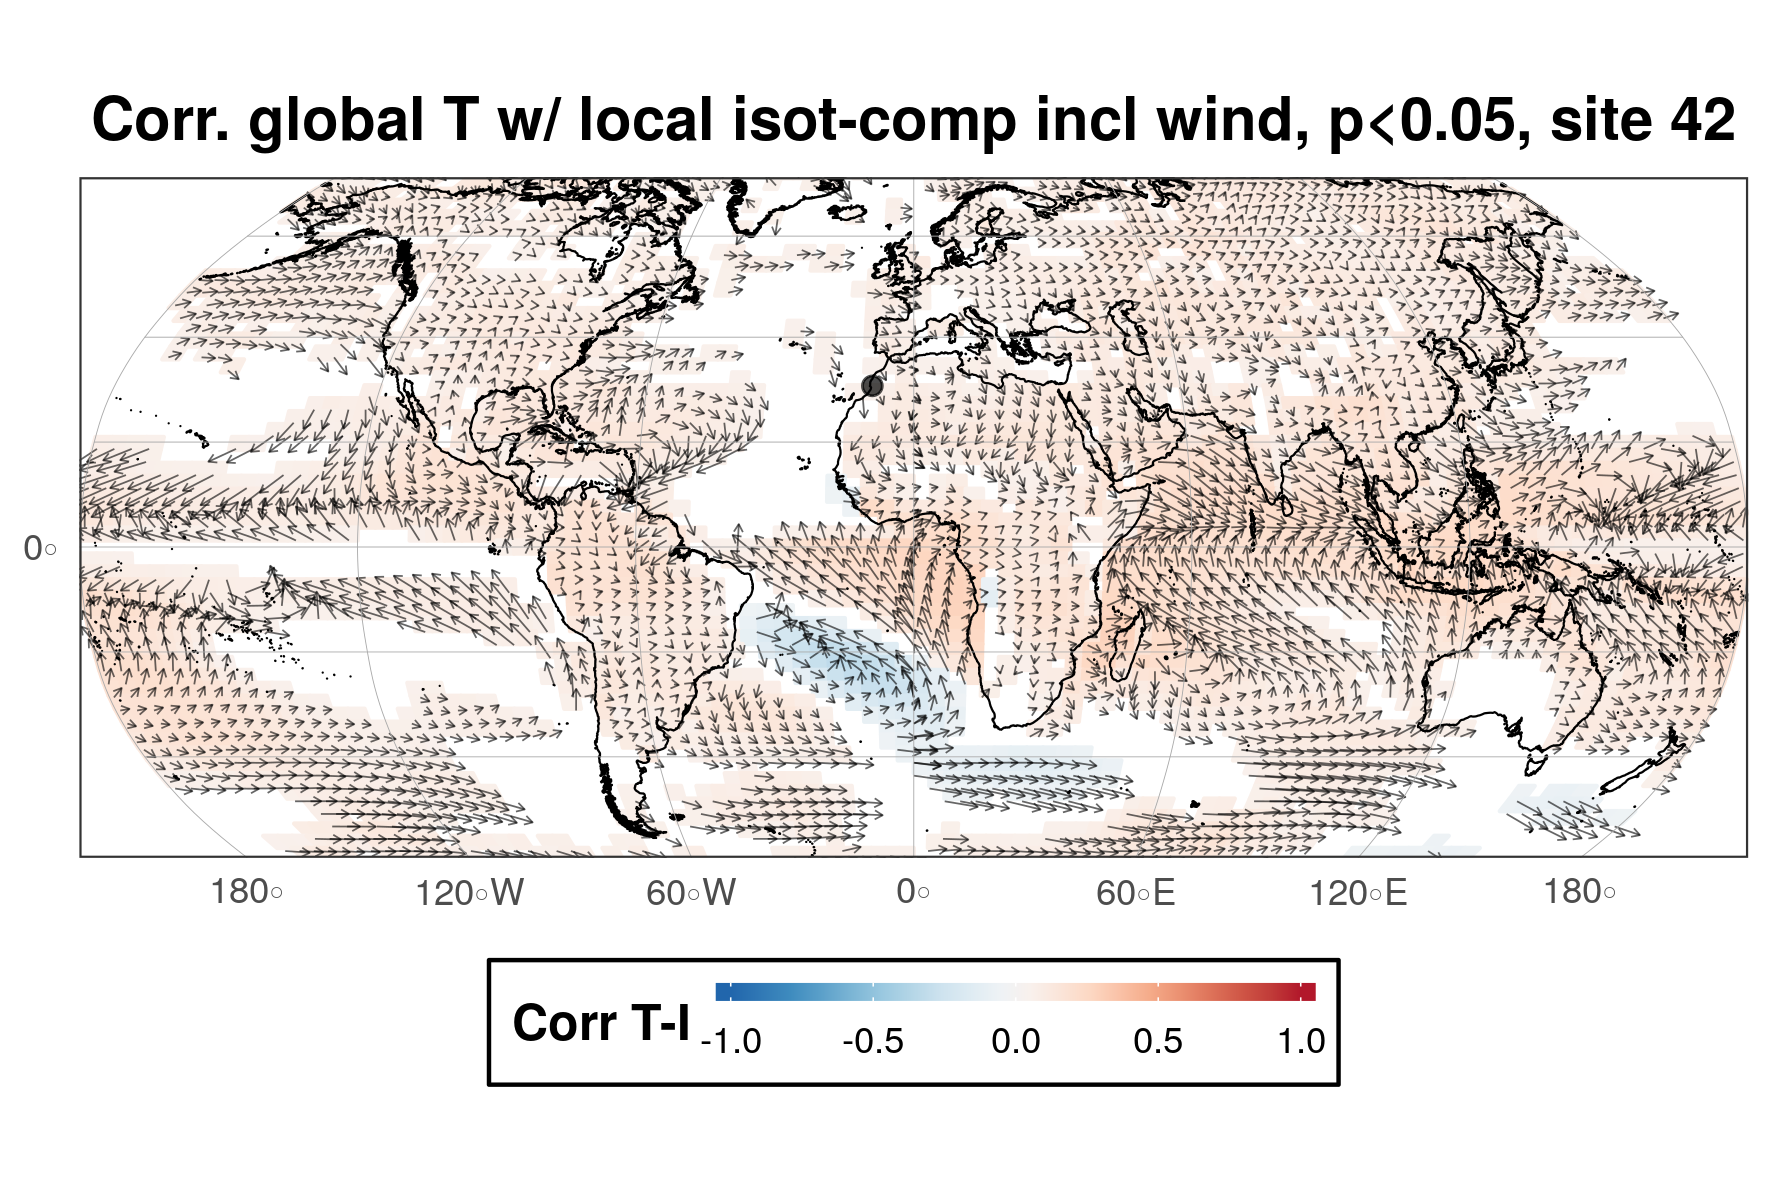 Corr. global T w/ local isot-comp incl wind, p<0.05, site 42
0°
180° 120°W 60°W 0° 60°E 120°E 180°
Corr T-I
-1.0 -0.5 0.0 0.5 1.0